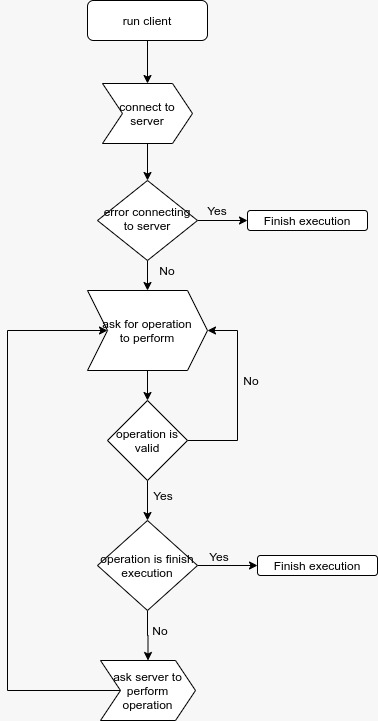 run client
connect to
server
error connecting
to server
Yes
Finish execution
No
ask for operation
to perform
No
operation is
valid
Yes
operation is finish
execution
Yes
Finish execution
No
ask server to
perform
operation